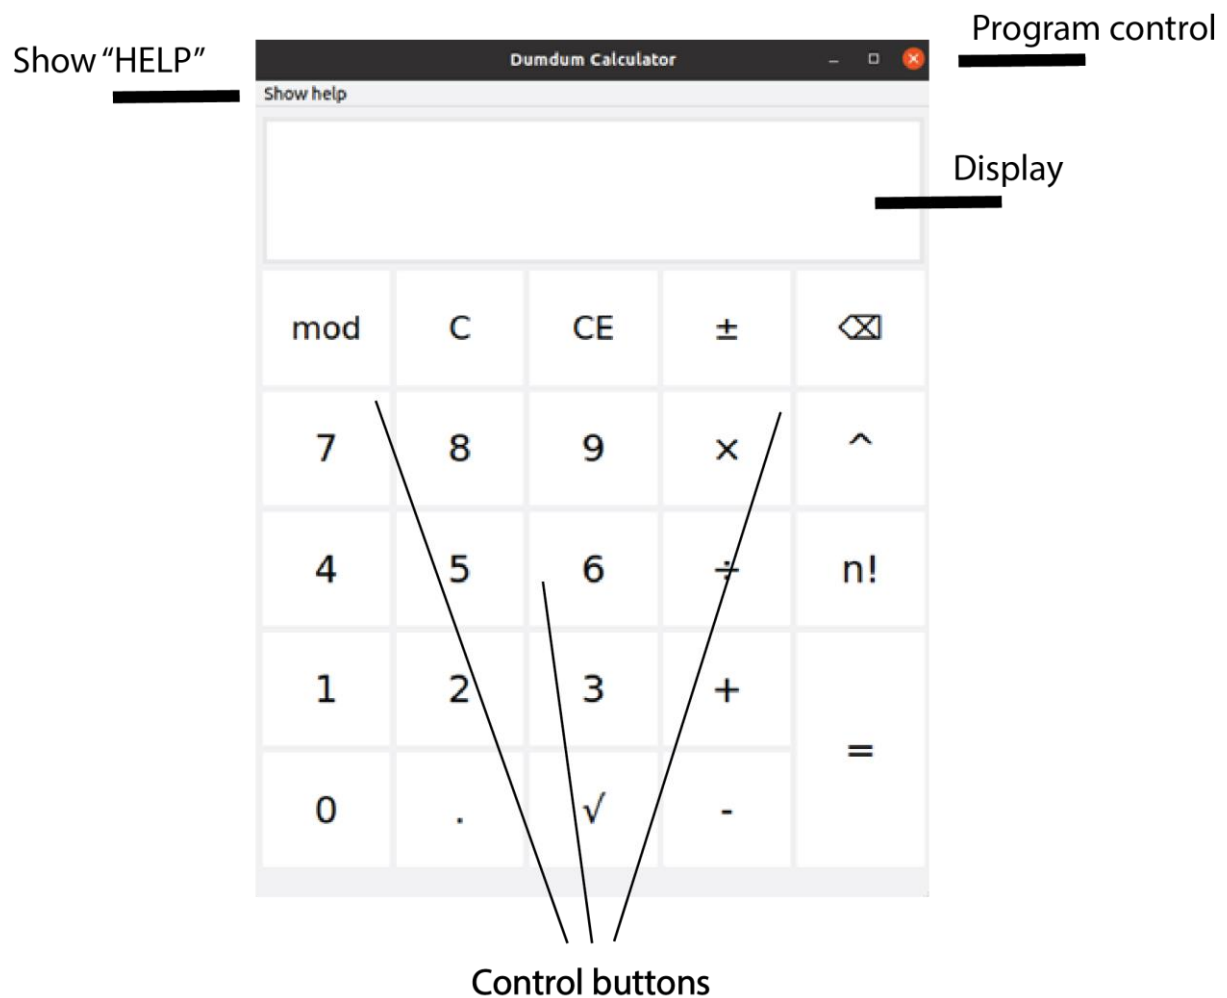 Program control
Show “HELP”
Dumdum Calculator
Show help
Display
mod C CE ± ⌫
7 8 9 × ^
4 5 6 ÷ n!
1 2 3 +
=
0 . √ -
Control buttons